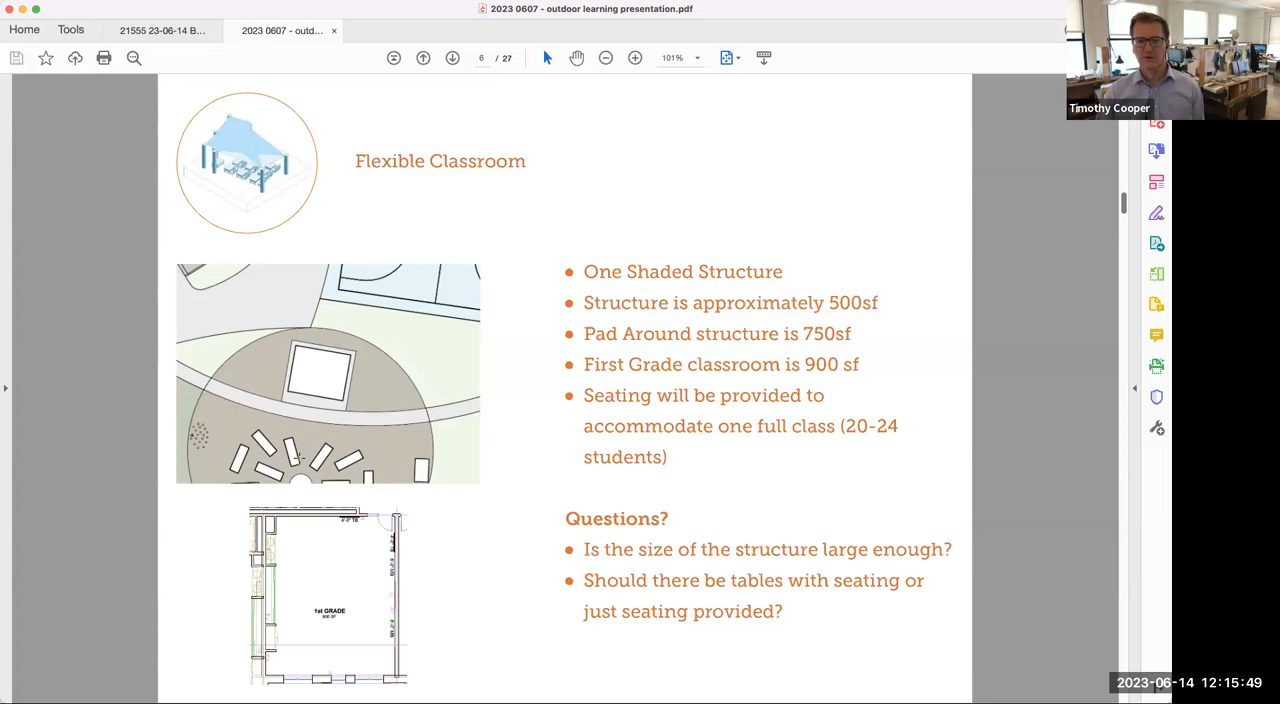 2023 0607 - outdoor learning presentation.pdf
Home
Tools
21555 23-06-14 B...
2023 0607 - outd...
6 / 27
101%
Timothy Cooper
Flexible Classroom
One Shaded Structure
Structure is approximately 500sf
Pad Around structure is 750sf
First Grade classroom is 900 sf
Seating will be provided to
accommodate one full class (20-24
students)
1st GRADE
900 SF
Questions?
Is the size of the structure large enough?
Should there be tables with seating or
just seating provided?
2023-06-14 12:15:49